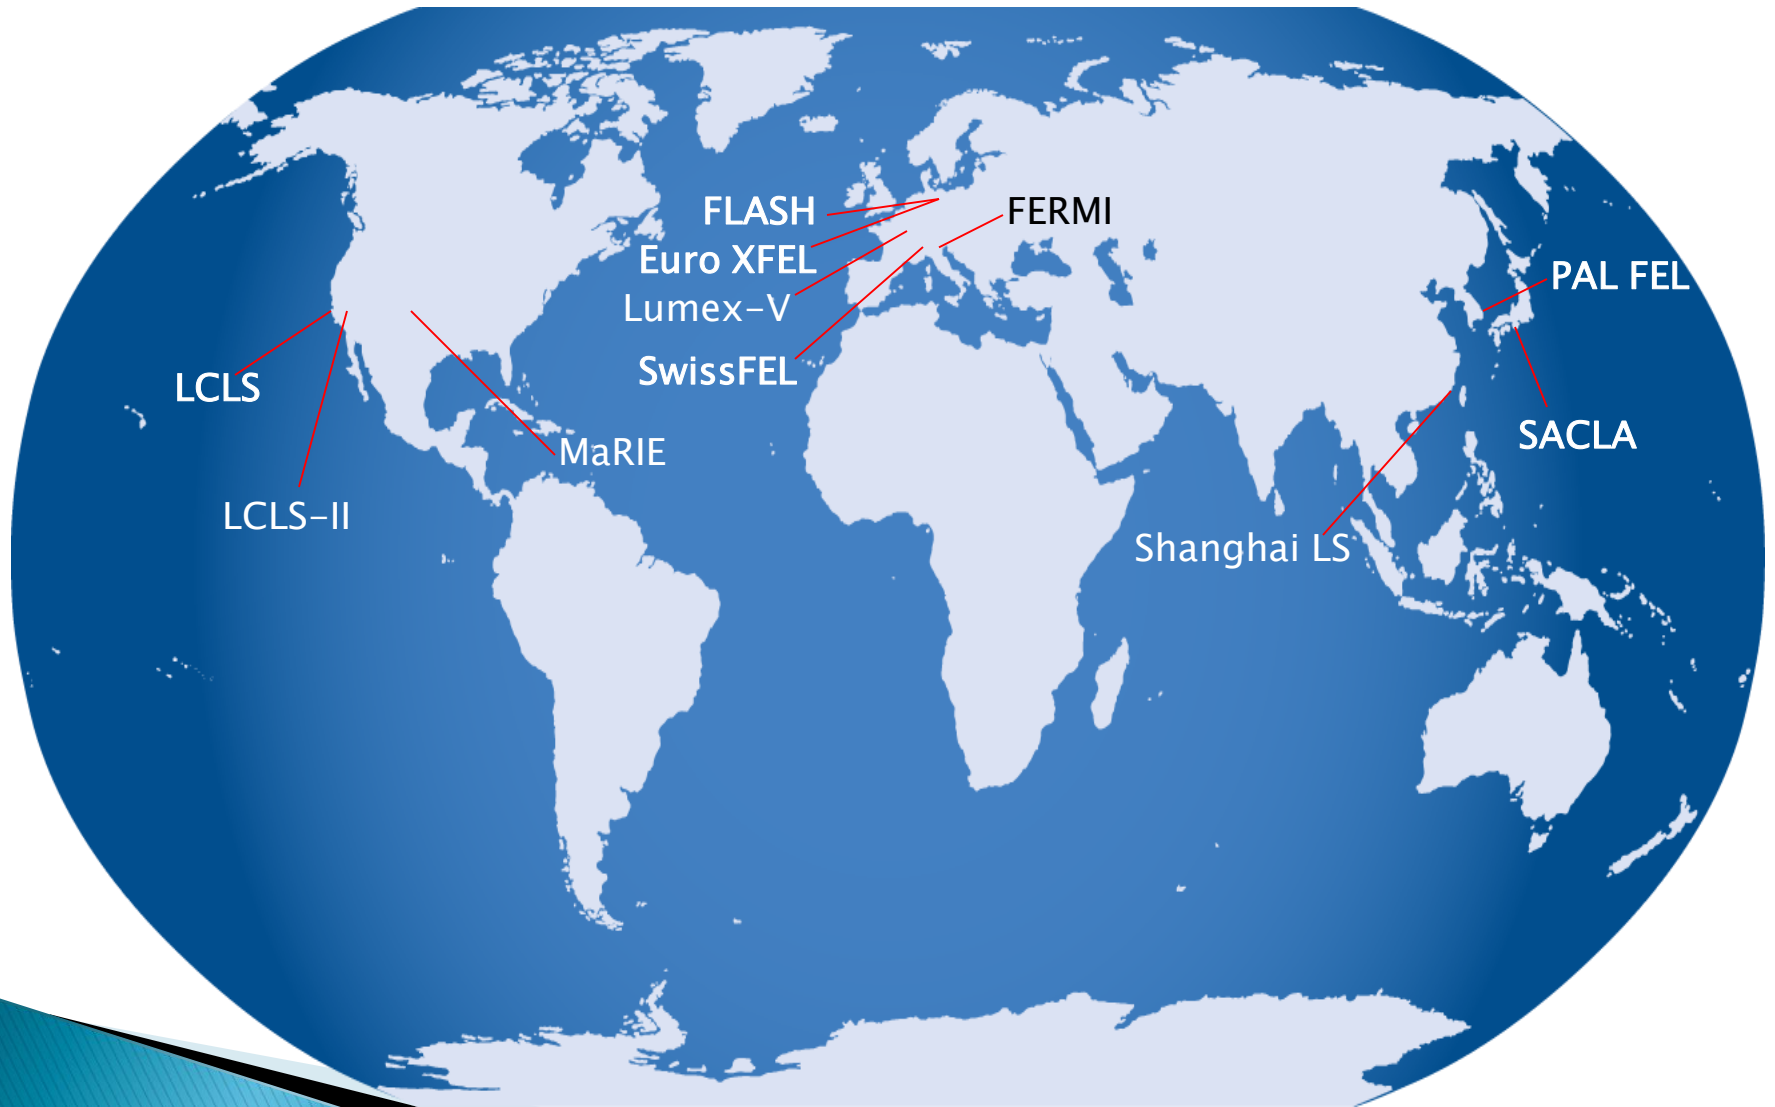 FLASH
FERMI
Euro XFEL
PAL FEL
Lumex-V
SwissFEL
LCLS
SACLA
MaRIE
LCLS-II
Shanghai LS